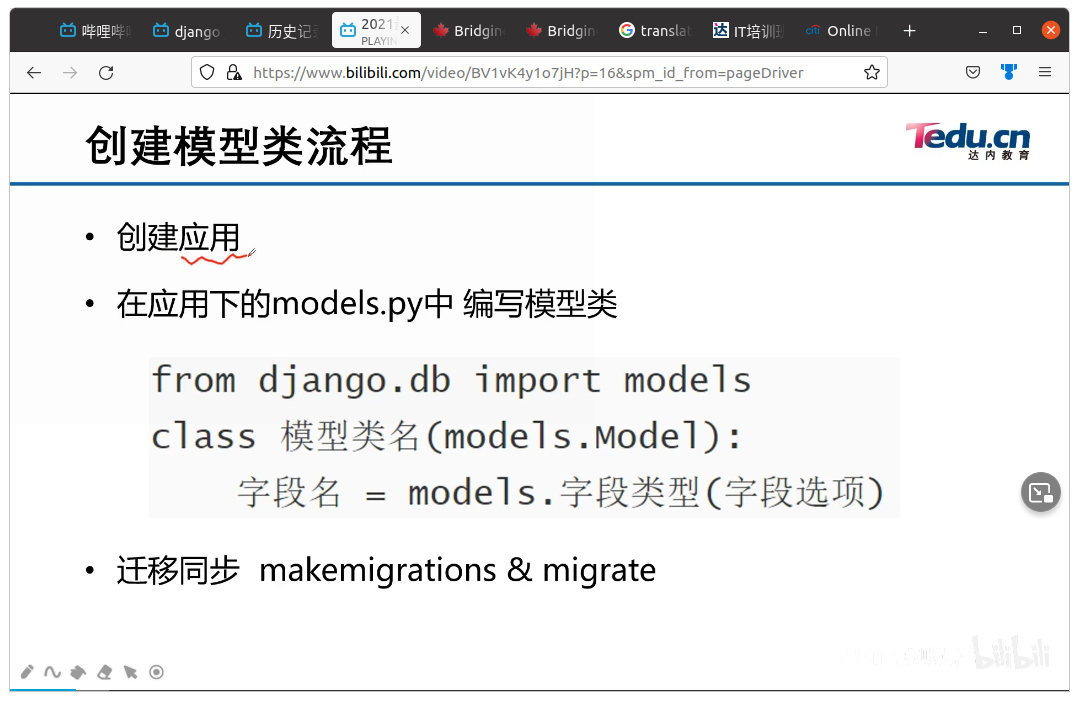 哔哩哔哩
django
历史记录
2021
PLAYIN
Bridgin
Bridgin
translat
IT培训班
Online
https://www.bilibili.com/video/BV1vK4y1o7jH?p=16&spm_id_from=pageDriver
创建模型类流程
Tedu.cn
达内教育
• 创建应用
• 在应用下的models.py中 编写模型类
from django.db import models
class 模型类名(models.Model):
字段名 = models.字段类型(字段选项)
• 迁移同步 makemigrations & migrate
bilibili